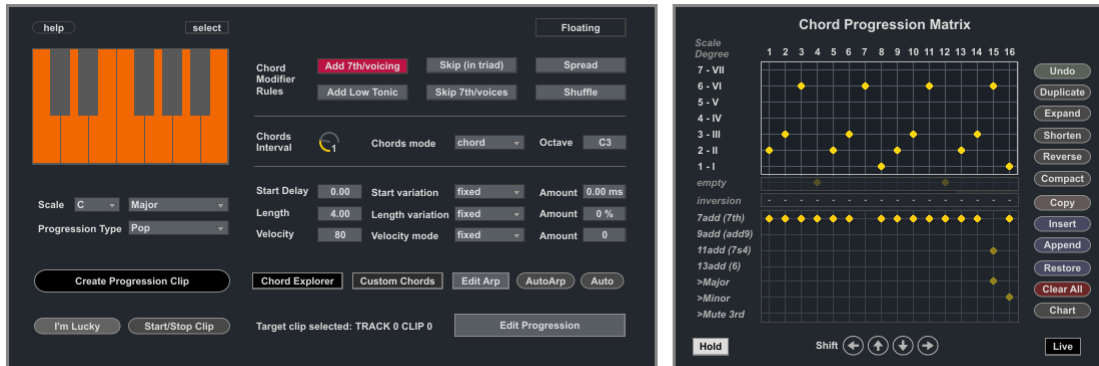 help select Floating
Chord Modifier Rules
Add 7th/voicing Skip (in triad) Spread
Add Low Tonic Skip 7th/voices Shuffle
Chords Interval 1 Chords mode chord Octave C3
Scale C Major
Progression Type Pop
Start Delay 0.00 Start variation fixed Amount 0.00 ms
Length 4.00 Length variation fixed Amount 0 %
Velocity 80 Velocity mode fixed Amount 0
Create Progression Clip Chord Explorer Custom Chords Edit Arp AutoArp Auto
I'm Lucky Start/Stop Clip Target clip selected: TRACK 0 CLIP 0 Edit Progression
Chord Progression Matrix
Scale Degree 1 2 3 4 5 6 7 8 9 10 11 12 13 14 15 16
7 - VII
6 - VI
5 - V
4 - IV
3 - III
2 - II
1 - I
empty
inversion - - - - - - - - - - - - - - - -
7add (7th)
9add (add9)
11add (7s4)
13add (6)
>Major
>Minor
>Mute 3rd
Undo
Duplicate
Expand
Shorten
Reverse
Compact
Copy
Insert
Append
Restore
Clear All
Chart
Hold Shift Live